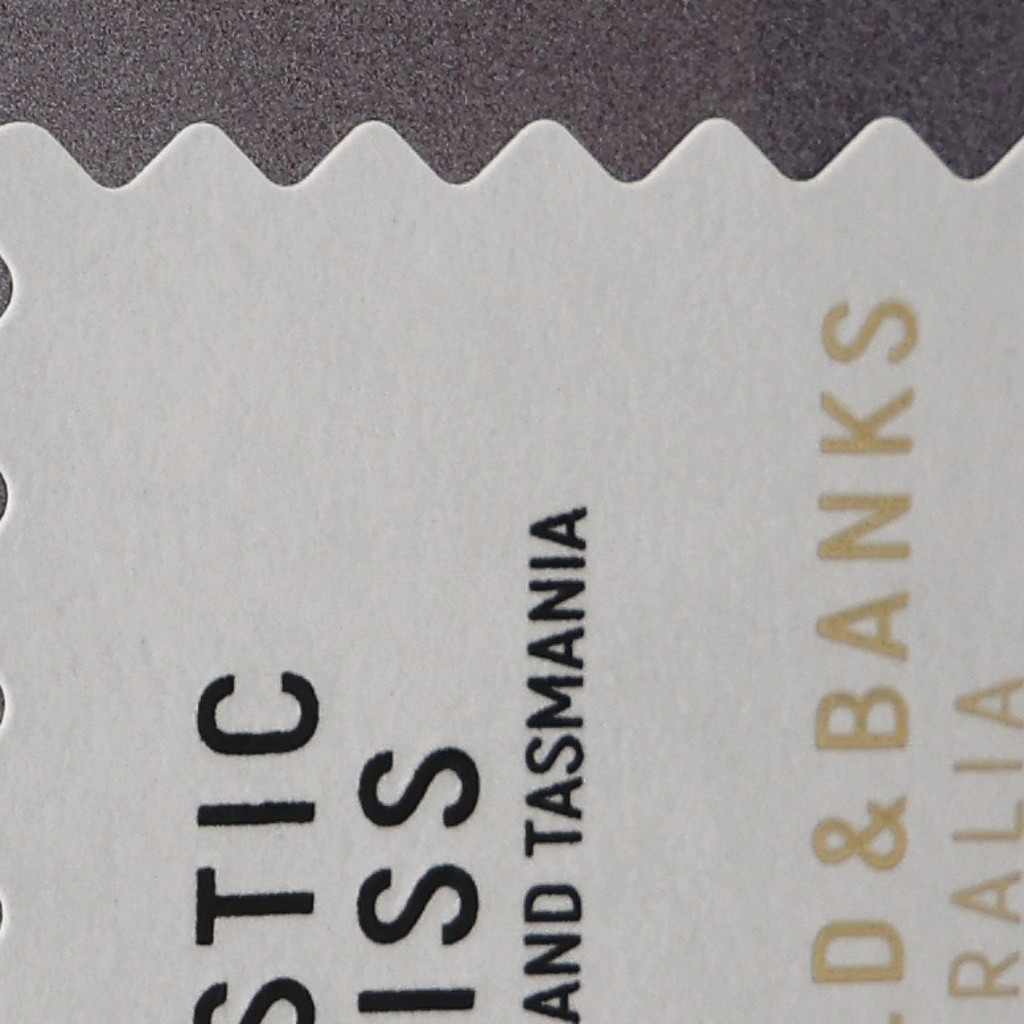 STIC
ISS
AND TASMANIA
D & BANKS
RALIA